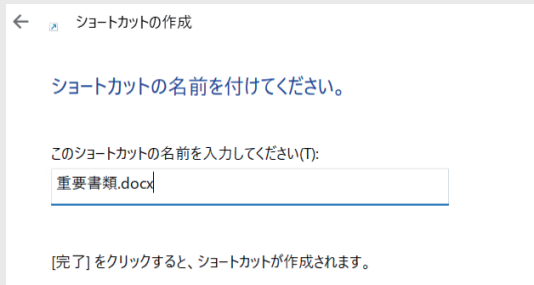 ショートカットの作成
ショートカットの名前を付けてください。
このショートカットの名前を入力してください(T):
重要書類.docx
[完了] をクリックすると、ショートカットが作成されます。